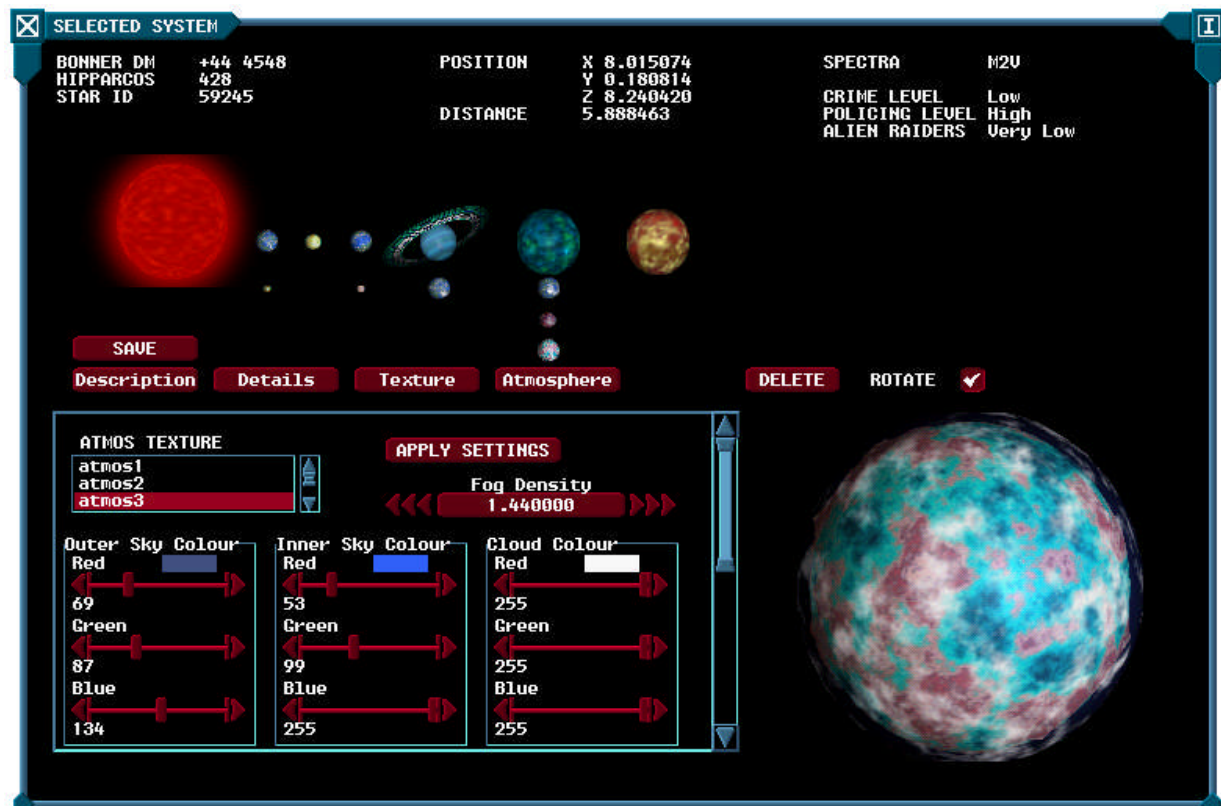 SELECTED SYSTEM
I
BONNER DM +44 4548
HIPPARCOS 428
STAR ID 59245
POSITION X 8.015074
Y 0.180814
Z 8.240420
DISTANCE 5.888463
SPECTRA M2V
CRIME LEVEL Low
POLICING LEVEL High
ALIEN RAIDERS Very Low
SAVE
Description Details Texture Atmosphere DELETE ROTATE
ATMOS TEXTURE
atmos1
atmos2
atmos3
APPLY SETTINGS
Fog Density
1.440000
Outer Sky Colour
Red
69
Green
87
Blue
134
Inner Sky Colour
Red
53
Green
99
Blue
255
Cloud Colour
Red
255
Green
255
Blue
255